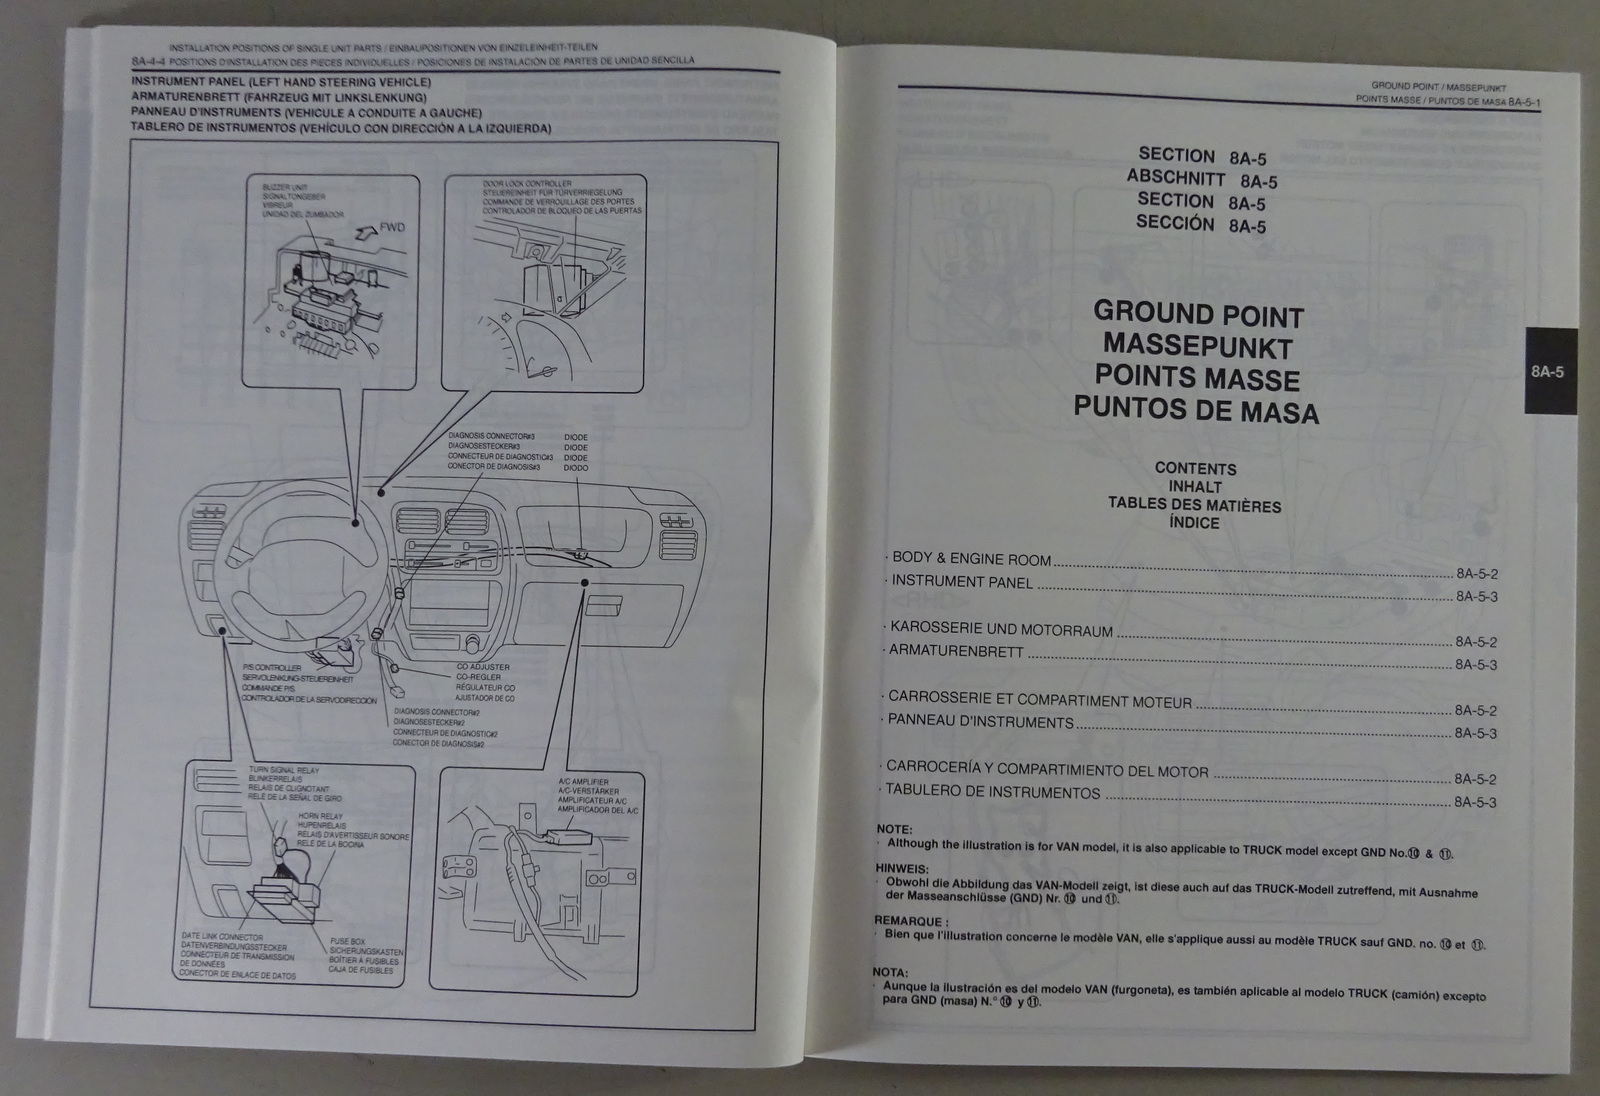 INSTALLATION POSITIONS OF SINGLE UNIT PARTS / EINBAUPOSITIONEN VON EINZELEINHEIT-TEILEN
8A-4-4 POSITIONS D'INSTALLATION DES PIECES INDIVIDUELLES / POSICIONES DE INSTALACION DE PARTES DE UNIDAD SENCILLA
INSTRUMENT PANEL (LEFT HAND STEERING VEHICLE)
ARMATURENBRETT (FAHRZEUG MIT LINKSLENKUNG)
PANNEAU D'INSTRUMENTS (VEHICULE A CONDUITE A GAUCHE)
TABLERO DE INSTRUMENTOS (VEHÍCULO CON DIRECCIÓN A LA IZQUIERDA)
BUZZER UNIT
SIGNALTONGEBER
VIBREUR
UNIDAD DEL ZUMBADOR
FWD
DOOR LOCK CONTROLLER
STEUEREINHEIT FÜR TÜRVERRIEGELUNG
COMMANDE DE VERROUILLAGE DES PORTES
CONTROLADOR DE BLOQUEO DE LAS PUERTAS
DIAGNOSIS CONNECTOR#3
DIAGNOSESTECKER#3
CONNECTEUR DE DIAGNOSTIC#3
CONECTOR DE DIAGNOSIS#3
DIODE
DIODE
DIODE
DIODO
P/S CONTROLLER
SERVOLENKUNG-STEUEREINHEIT
COMMANDE P/S
CONTROLADOR DE LA SERVODIRECCIÓN
CO ADJUSTER
CO-REGLER
RÉGULATEUR CO
AJUSTADOR DE CO
DIAGNOSIS CONNECTOR#2
DIAGNOSESTECKER#2
CONNECTEUR DE DIAGNOSTIC#2
CONECTOR DE DIAGNOSIS#2
TURN SIGNAL RELAY
BLINKERRELAIS
RELAIS DE CLIGNOTANT
RELÉ DE LA SEÑAL DE GIRO
HORN RELAY
HUPENRELAIS
RELAIS D'AVERTISSEUR SONORE
RELÉ DE LA BOCINA
DATE LINK CONNECTOR
DATENVERBINDUNGSSTECKER
CONNECTEUR DE TRANSMISSION
DE DONNÉES
CONECTOR DE ENLACE DE DATOS
FUSE BOX
SICHERUNGSKASTEN
BOÎTIER À FUSIBLES
CAJA DE FUSIBLES
A/C AMPLIFIER
A/C-VERSTÄRKER
AMPLIFICATEUR A/C
AMPLIFICADOR DEL A/C
GROUND POINT / MASSEPUNKT
POINTS MASSE / PUNTOS DE MASA 8A-5-1
SECTION 8A-5
ABSCHNITT 8A-5
SECTION 8A-5
SECCIÓN 8A-5
GROUND POINT
MASSEPUNKT
POINTS MASSE
PUNTOS DE MASA
8A-5
CONTENTS
INHALT
TABLES DES MATIÈRES
ÍNDICE
· BODY & ENGINE ROOM ........ 8A-5-2
· INSTRUMENT PANEL ........ 8A-5-3
· KAROSSERIE UND MOTORRAUM ........ 8A-5-2
· ARMATURENBRETT ........ 8A-5-3
· CARROSSERIE ET COMPARTIMENT MOTEUR ........ 8A-5-2
· PANNEAU D'INSTRUMENTS ........ 8A-5-3
· CARROCERÍA Y COMPARTIMIENTO DEL MOTOR ........ 8A-5-2
· TABULERO DE INSTRUMENTOS ........ 8A-5-3
NOTE:
· Although the illustration is for VAN model, it is also applicable to TRUCK model except GND No.⑩ & ⑪.
HINWEIS:
· Obwohl die Abbildung das VAN-Modell zeigt, ist diese auch auf das TRUCK-Modell zutreffend, mit Ausnahme
der Masseanschlüsse (GND) Nr. ⑩ und ⑪.
REMARQUE :
· Bien que l'illustration concerne le modèle VAN, elle s'applique aussi au modèle TRUCK sauf GND. no. ⑩ et ⑪.
NOTA:
· Aunque la ilustración es del modelo VAN (furgoneta), es también aplicable al modelo TRUCK (camión) excepto
para GND (masa) N.° ⑩ y ⑪.